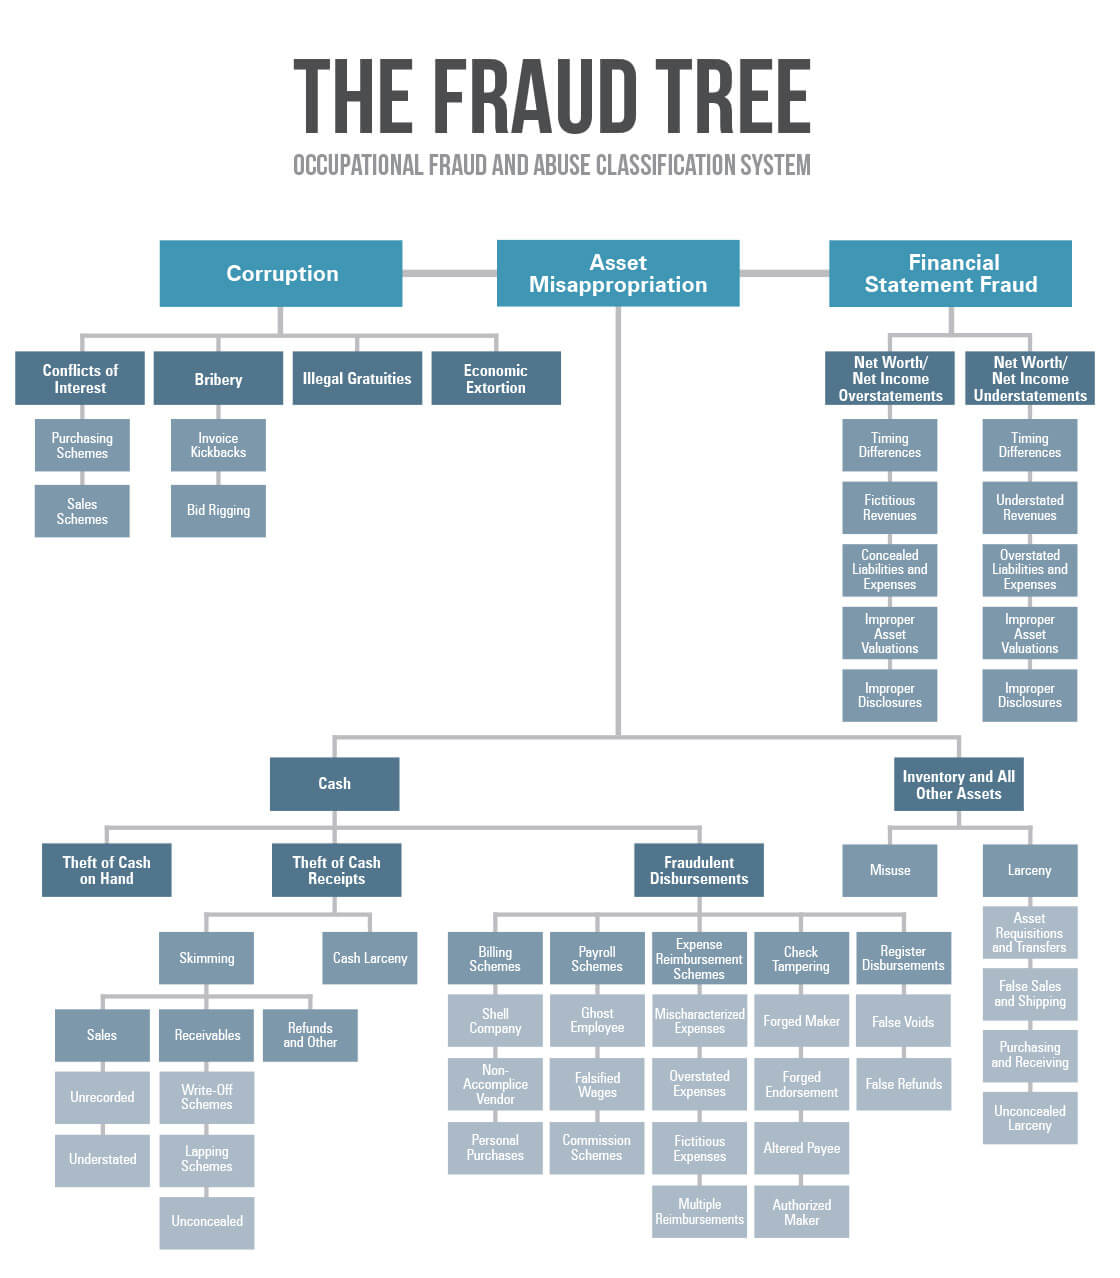 THE FRAUD TREE
OCCUPATIONAL FRAUD AND ABUSE CLASSIFICATION SYSTEM
Corruption
Asset
Misappropriation
Financial
Statement Fraud
Conflicts of
Interest
Bribery
Illegal Gratuities
Economic
Extortion
Net Worth/
Net Income
Overstatements
Net Worth/
Net Income
Understatements
Purchasing
Schemes
Sales
Schemes
Invoice
Kickbacks
Bid Rigging
Timing
Differences
Fictitious
Revenues
Concealed
Liabilities and
Expenses
Improper
Asset
Valuations
Improper
Disclosures
Timing
Differences
Understated
Revenues
Overstated
Liabilities and
Expenses
Improper
Asset
Valuations
Improper
Disclosures
Cash
Inventory and All
Other Assets
Theft of Cash
on Hand
Theft of Cash
Receipts
Fraudulent
Disbursements
Misuse
Larceny
Asset
Requisitions
and Transfers
False Sales
and Shipping
Purchasing
and Receiving
Unconcealed
Larceny
Skimming
Cash Larceny
Sales
Receivables
Refunds
and Other
Unrecorded
Understated
Write-Off
Schemes
Lapping
Schemes
Unconcealed
Billing
Schemes
Shell
Company
Non-
Accomplice
Vendor
Personal
Purchases
Payroll
Schemes
Ghost
Employee
Falsified
Wages
Commission
Schemes
Expense
Reimbursement
Schemes
Mischaracterized
Expenses
Overstated
Expenses
Fictitious
Expenses
Multiple
Reimbursements
Check
Tampering
Forged Maker
Forged
Endorsement
Altered Payee
Authorized
Maker
Register
Disbursements
False Voids
False Refunds